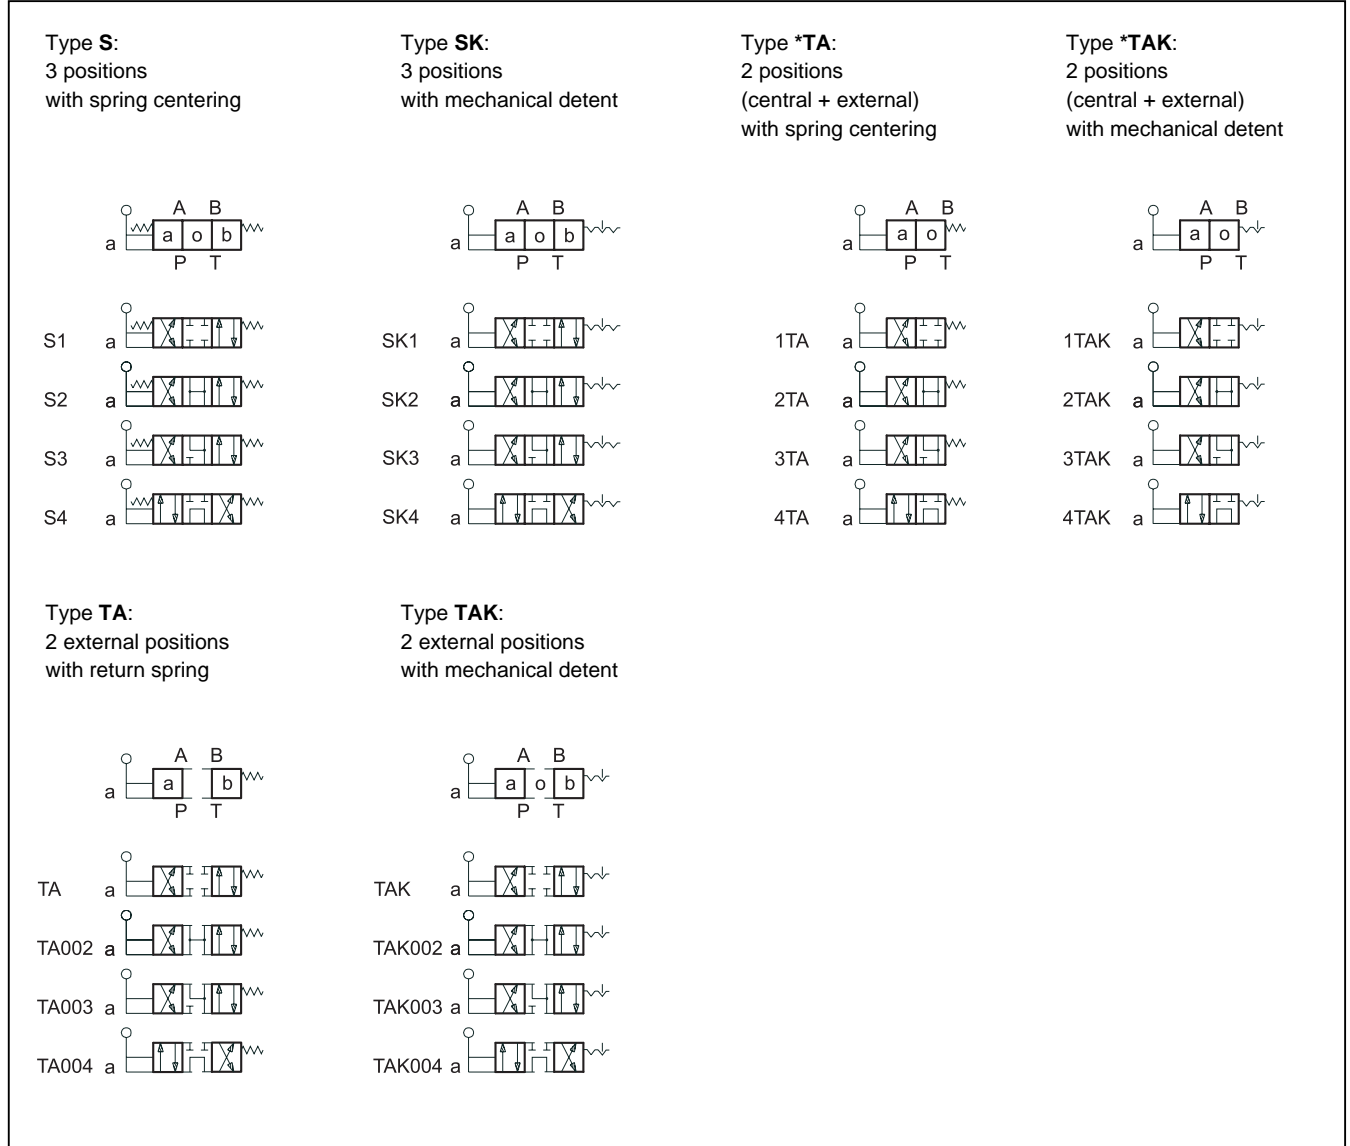 Type S:
3 positions
with spring centering
Type SK:
3 positions
with mechanical detent
Type *TA:
2 positions
(central + external)
with spring centering
Type *TAK:
2 positions
(central + external)
with mechanical detent
A B
a a o b
P T
A B
a a o b
P T
A B
a a o
P T
A B
a a o
P T
S1 a
SK1 a
1TA a
1TAK a
S2 a
SK2 a
2TA a
2TAK a
S3 a
SK3 a
3TA a
3TAK a
S4 a
SK4 a
4TA a
4TAK a
Type TA:
2 external positions
with return spring
Type TAK:
2 external positions
with mechanical detent
A B
a a b
P T
A B
a a o b
P T
TA a
TAK a
TA002 a
TAK002 a
TA003 a
TAK003 a
TA004 a
TAK004 a